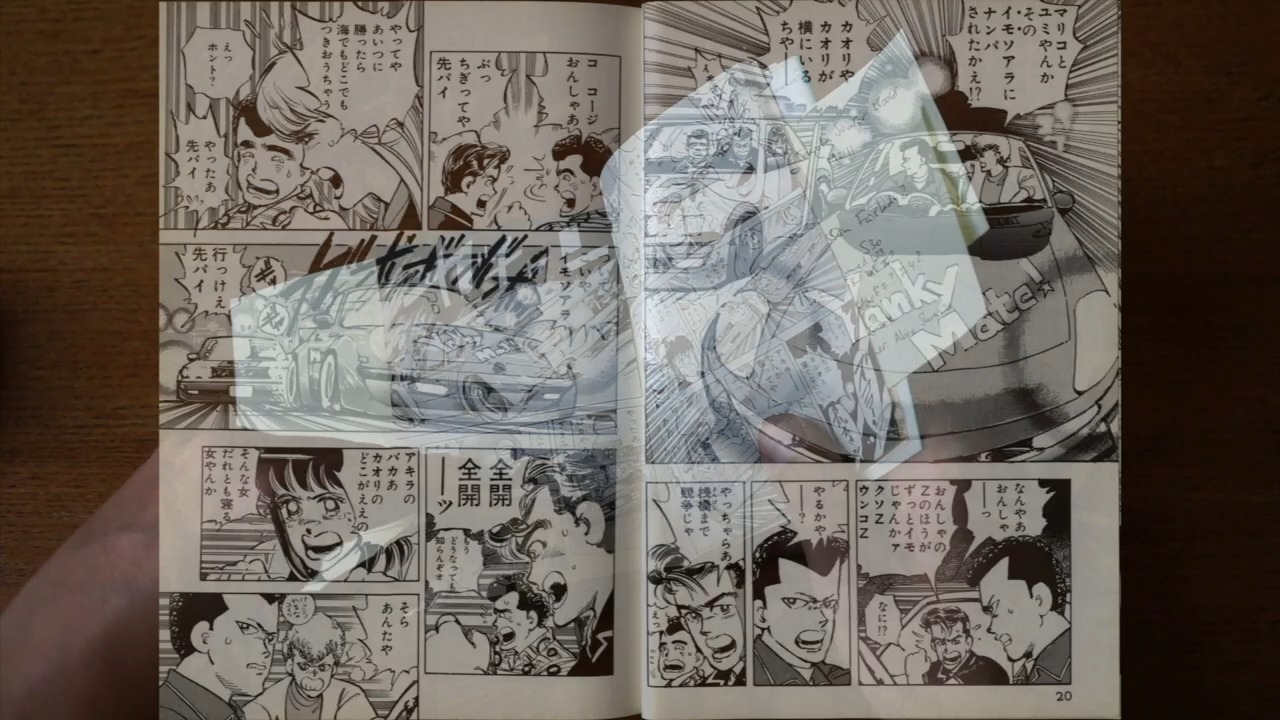 マリコと
ユミやんか
その
イモソアラに
ナンパ
されたかえ!?
カオリや
カオリが
横にいる
ちゃ——
Yanky
Mate!
なんやあ
おんしゃ
——っ
おんしゃの
Zのほうが
ずっとイモ
じゃんかァ
クソZ
ウンコZ
なに!?
やるかや
——?
やっちゃらあ
桟橋まで
競争じゃ
えっ
20
コ コージ
おんしゃあ
ぶっ
ちぎってや
先パイ
やってや
あいつに
勝ったら
海でもどこでも
つきおうちゃう
えっ
ホント?
やったあ
先パイ
イモソアラ
行っけえ
先パイ
全開
全開
——ッ
もう
どうなっても
知らんぞォ
アキラの
バカあ
カオリの
どこがええの
そんな女
だれとも寝る
女やんか
そら
あんたや